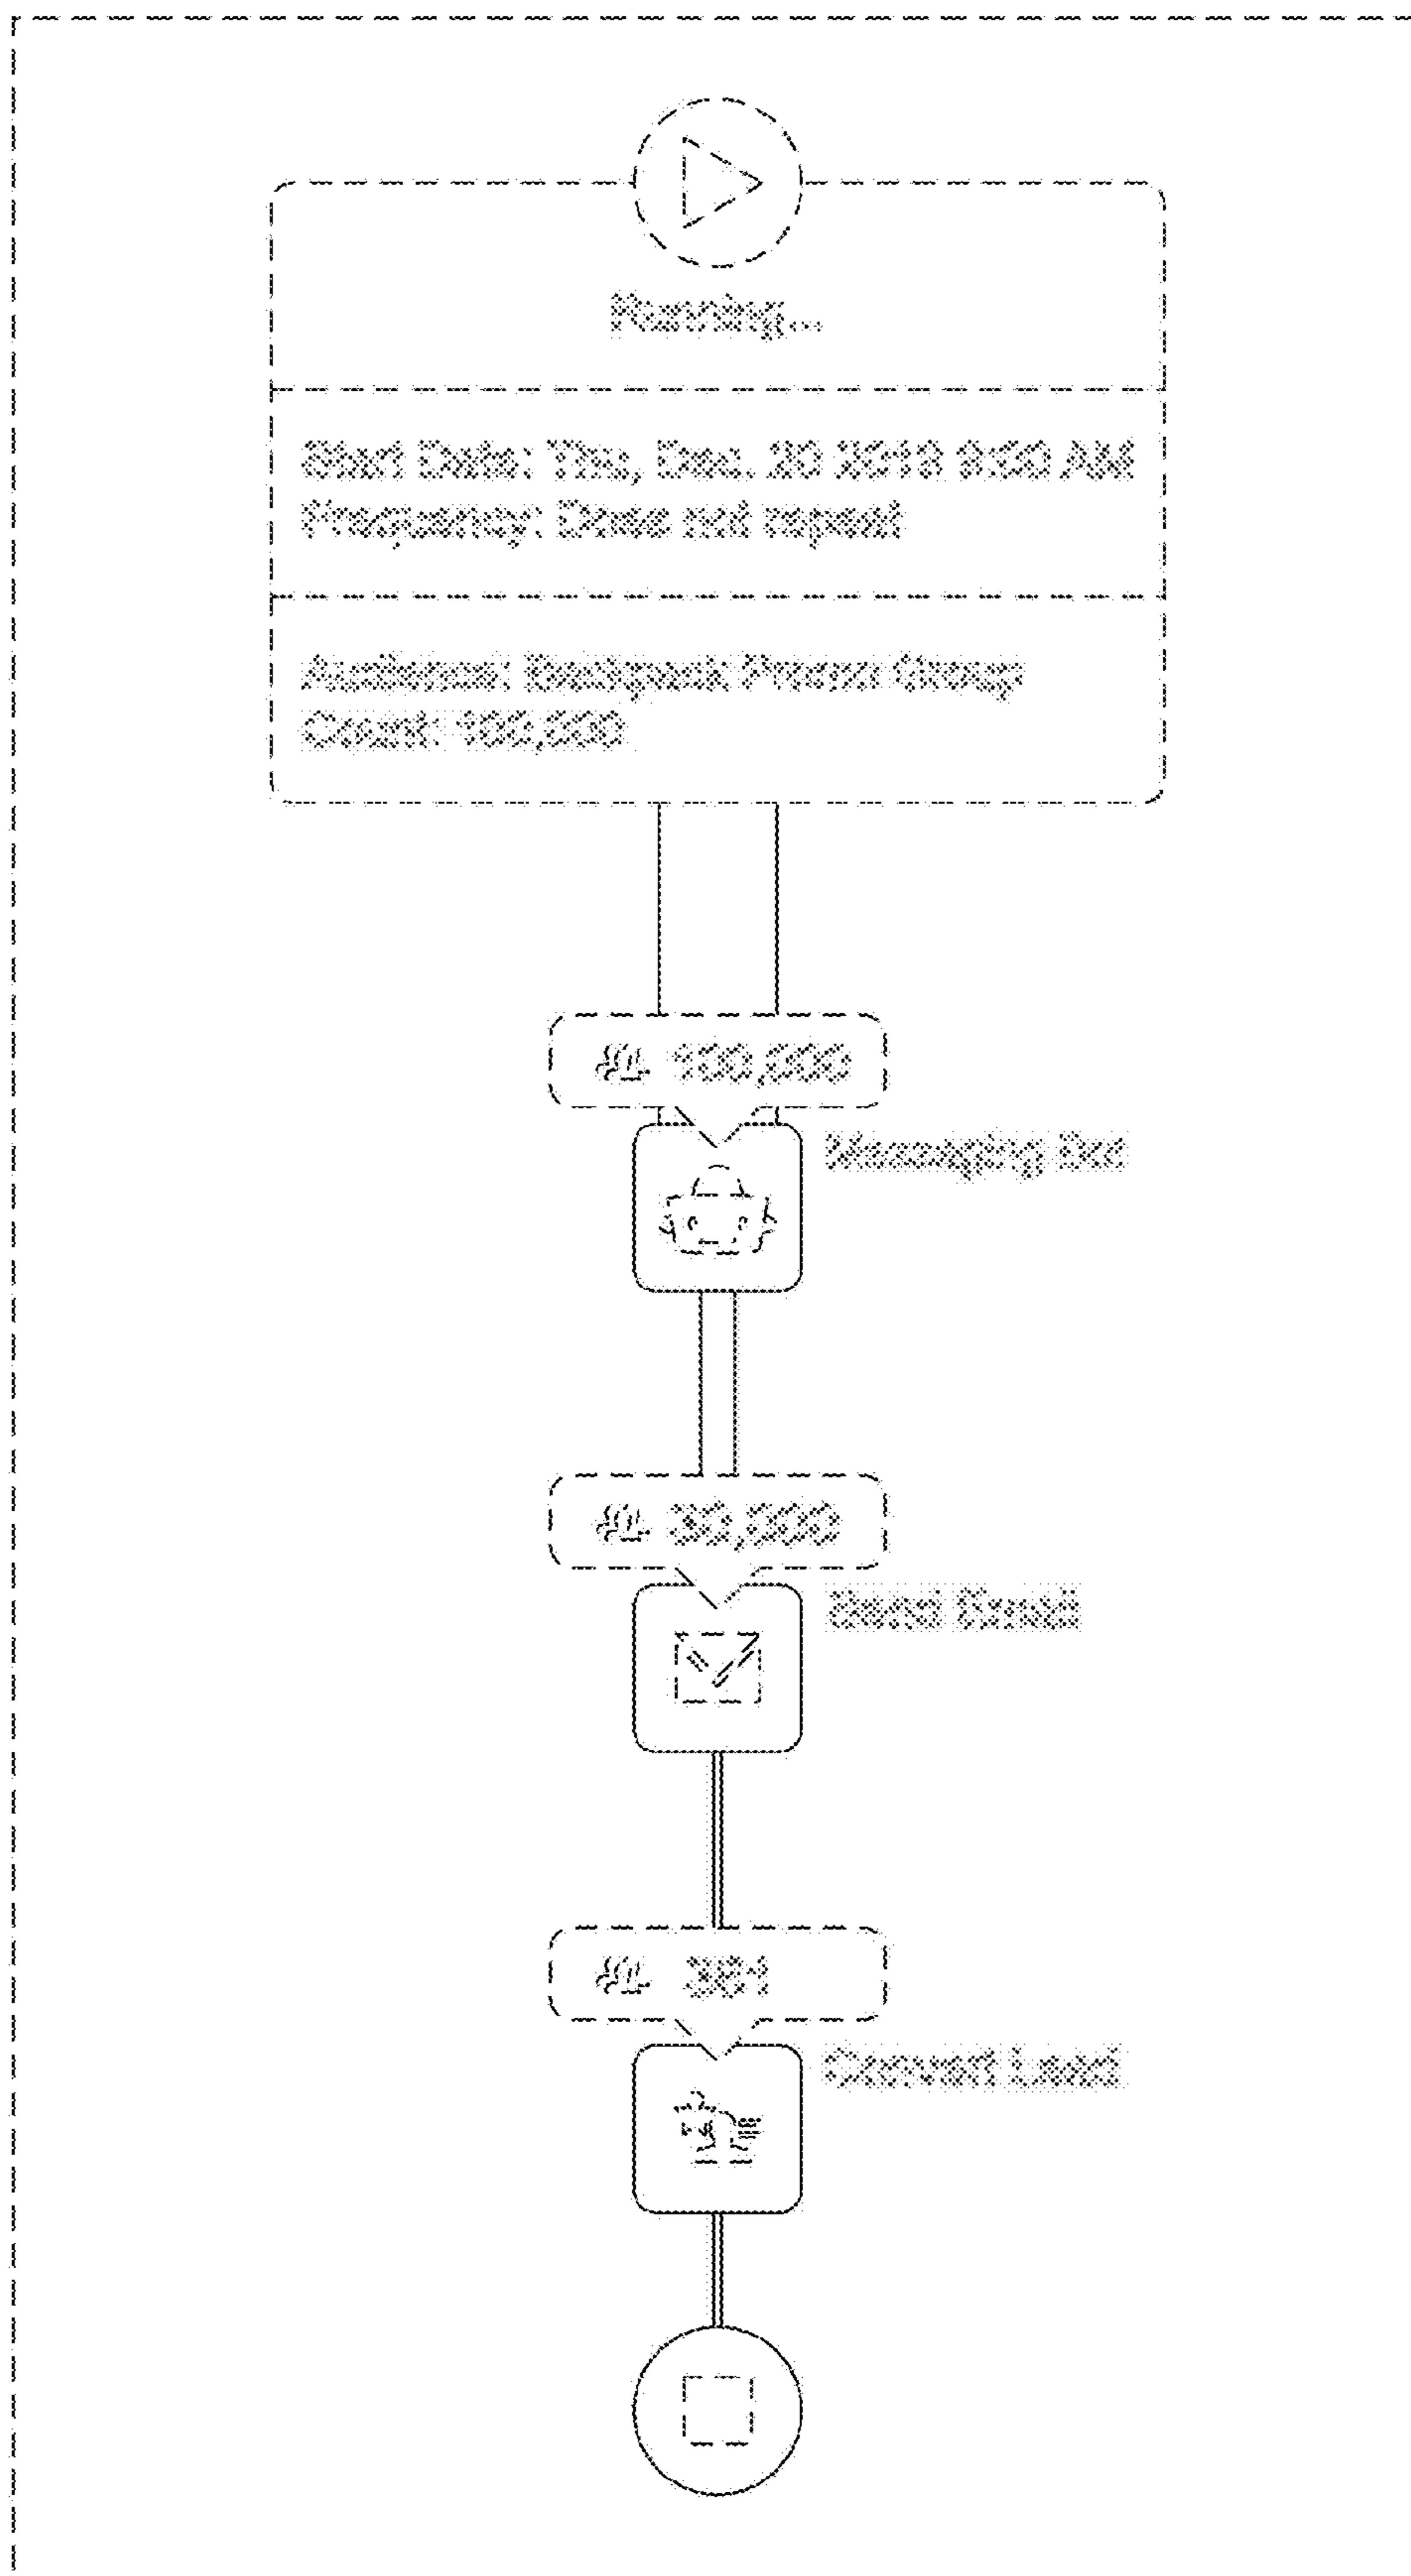 Running...
Start Date: Thu, Dec. 20 2018 9:00 AM
Frequency: Does not repeat
Audience: Backpack Promo Group
Count: 100,000
100,000
Messaging Bot
30,000
Send Email
381
Convert Lead